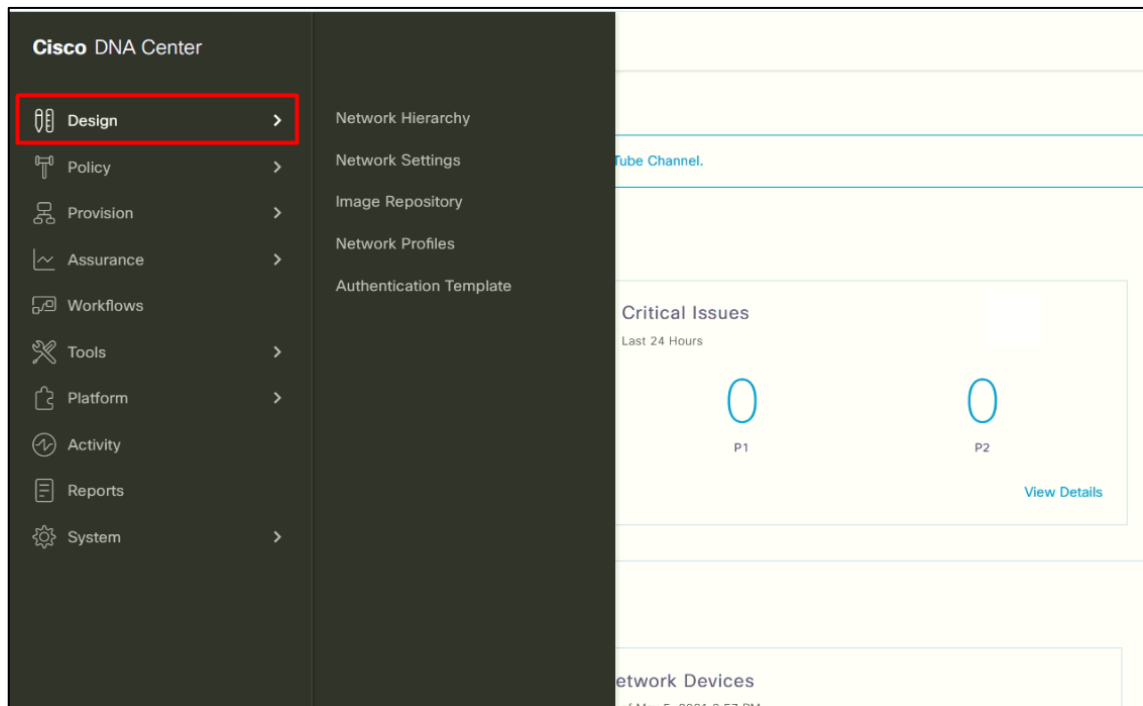 Cisco DNA Center
Design
Policy
Provision
Assurance
Workflows
Tools
Platform
Activity
Reports
System
Network Hierarchy
Network Settings
Image Repository
Network Profiles
Authentication Template
Tube Channel.
Critical Issues
Last 24 Hours
0
P1
0
P2
View Details
etwork Devices